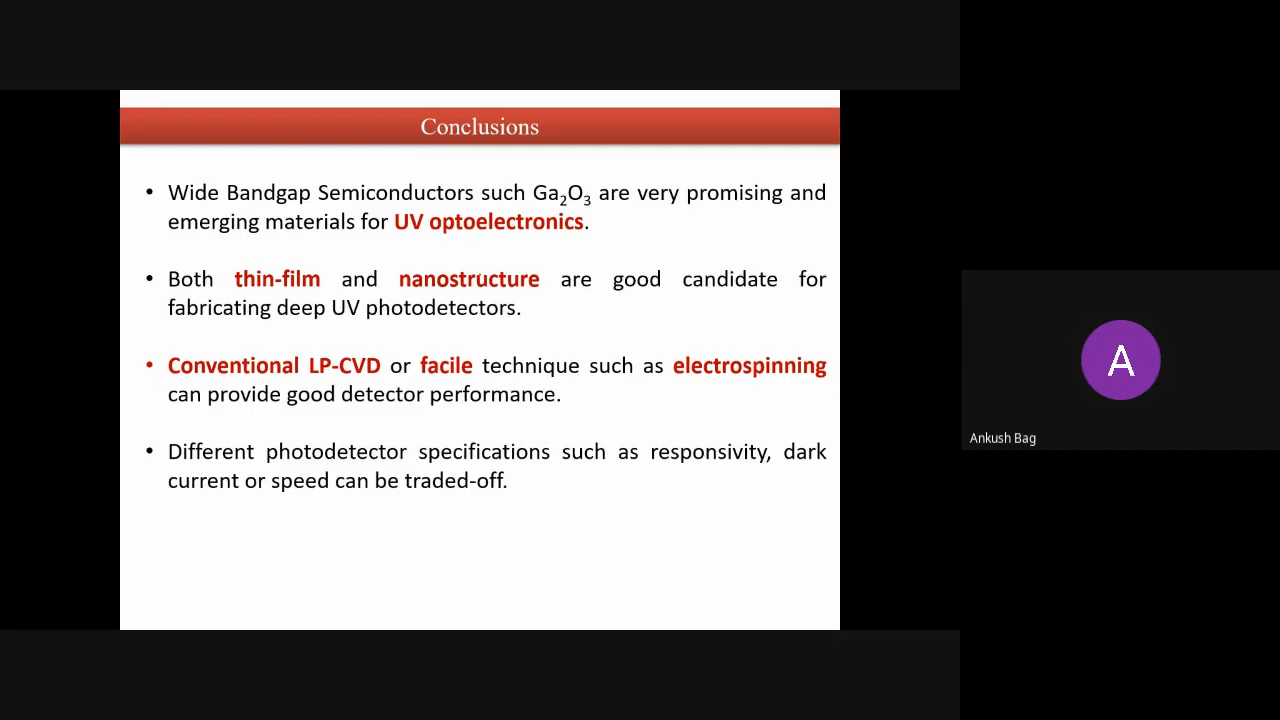 Conclusions
• Wide Bandgap Semiconductors such Ga₂O₃ are very promising and
emerging materials for UV optoelectronics.
• Both thin-film and nanostructure are good candidate for
fabricating deep UV photodetectors.
• Conventional LP-CVD or facile technique such as electrospinning
can provide good detector performance.
• Different photodetector specifications such as responsivity, dark
current or speed can be traded-off.
A
Ankush Bag